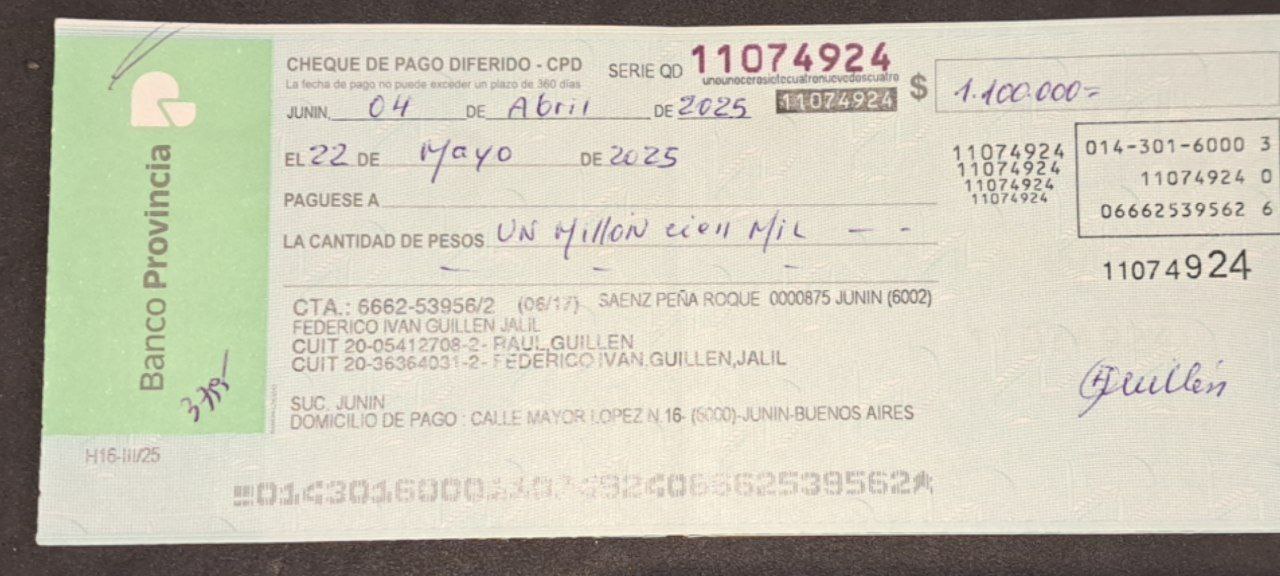 CHEQUE DE PAGO DIFERIDO - CPD SERIE QD 11074924
La fecha de pago no puede exceder un plazo de 360 días
unounocerosietecuatronuevedoscuatro
11074924
$ 1.100.000=
JUNIN, 04 DE Abril DE 2025
EL 22 DE Mayo DE 2025
PAGUESE A
LA CANTIDAD DE PESOS UN Millón cien Mil - -
- - -
11074924
11074924
11074924
11074924
014-301-6000 3
11074924 0
06662539562 6
11074924
CTA.: 6662-53956/2 (06/17) SAENZ PEÑA ROQUE 0000875 JUNIN (6002)
FEDERICO IVAN GUILLEN JALIL
CUIT 20-05412708-2- RAUL,GUILLEN
CUIT 20-36364031-2- FEDERICO IVAN.GUILLEN,JALIL
Guillén
SUC. JUNIN
DOMICILIO DE PAGO : CALLE MAYOR LOPEZ N.16- (6000)-JUNIN-BUENOS AIRES
Banco Provincia
H16-III/25